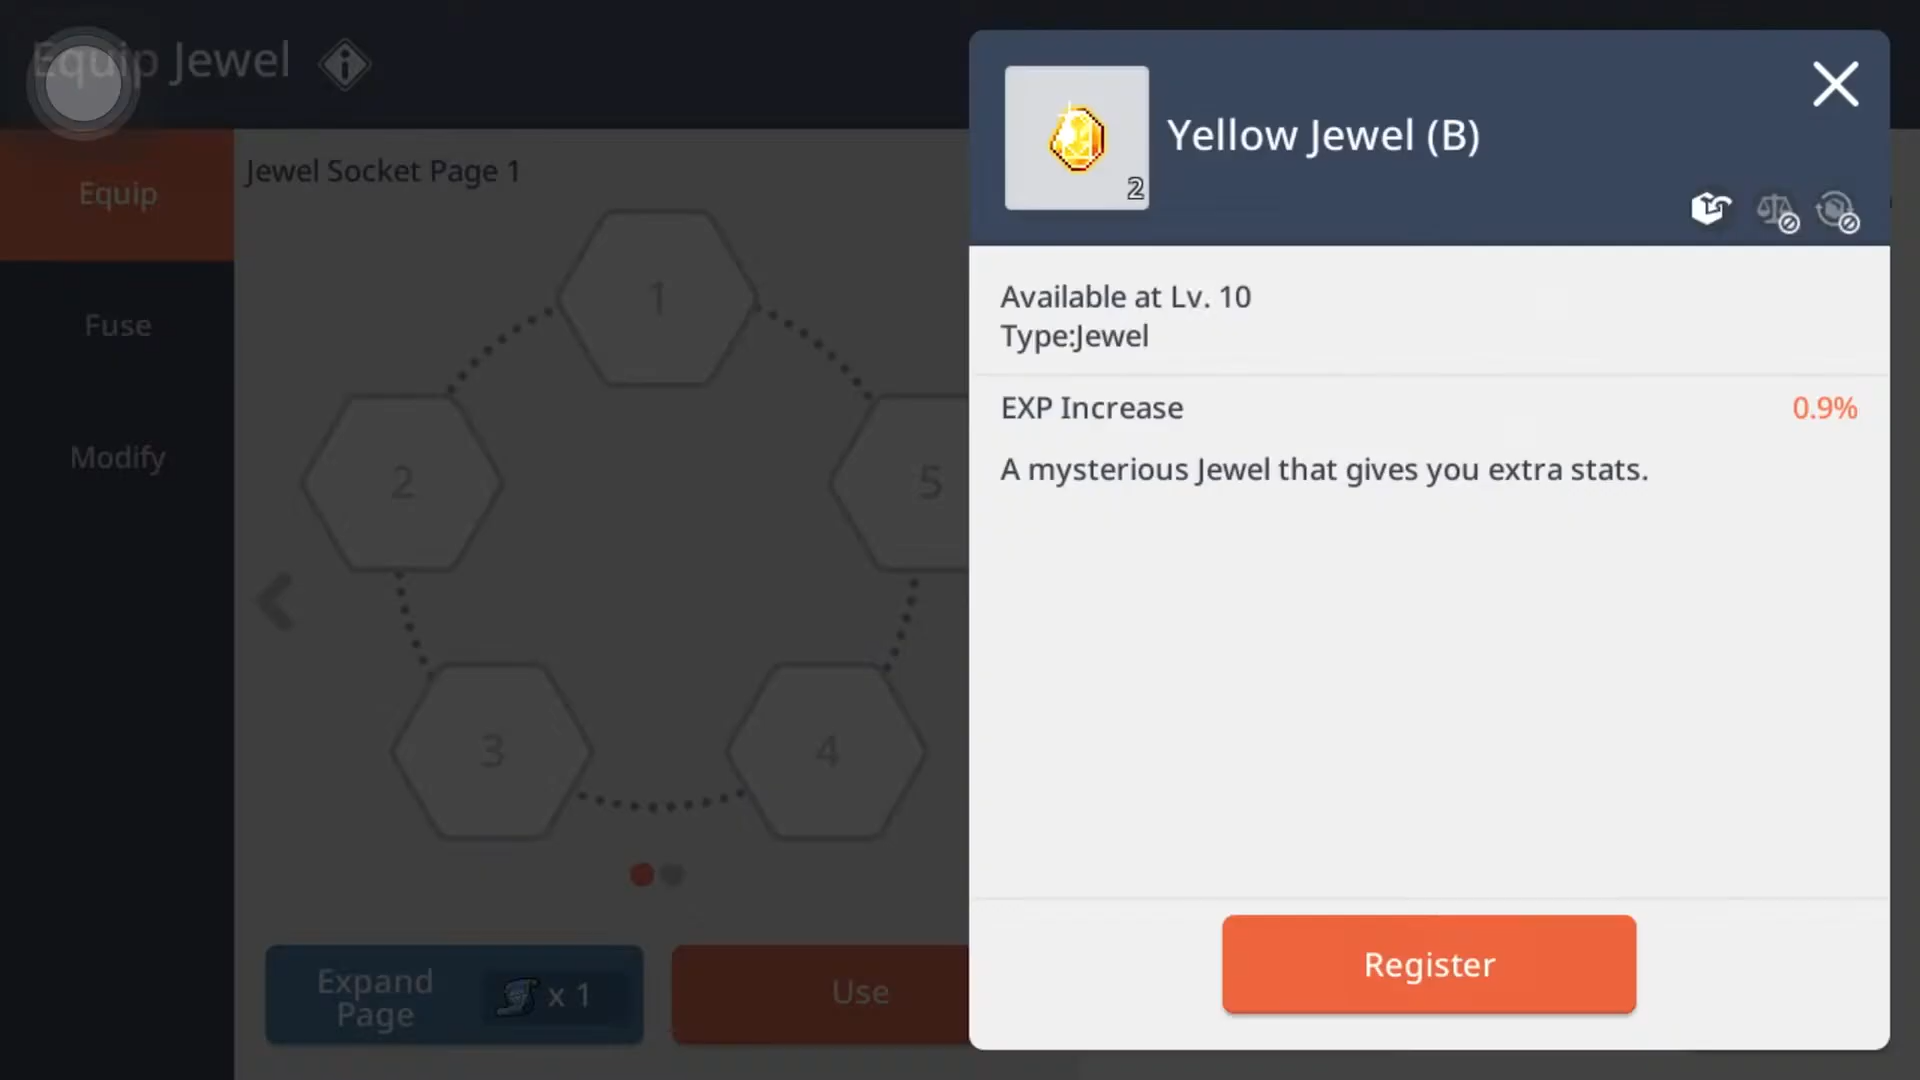 Equip Jewel
Equip
Fuse
Modify
Jewel Socket Page 1
1
2
5
3
4
Expand
Page
x 1
Use
Yellow Jewel (B)
2
Available at Lv. 10
Type:Jewel
EXP Increase 0.9%
A mysterious Jewel that gives you extra stats.
Register